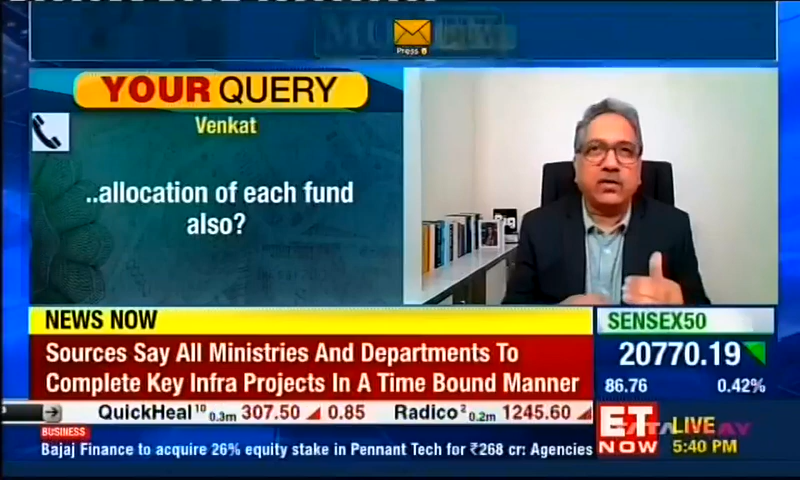 Press
YOUR QUERY
Venkat
..allocation of each fund
also?
NEWS NOW
Sources Say All Ministries And Departments To
Complete Key Infra Projects In A Time Bound Manner
SENSEX50
20770.19
86.76 0.42%
QuickHeal 10 0.3m 307.50 0.85 Radico 2 0.2m 1245.60
ET
NOW
LIVE
5:40 PM
BUSINESS
Bajaj Finance to acquire 26% equity stake in Pennant Tech for ₹268 cr: Agencies